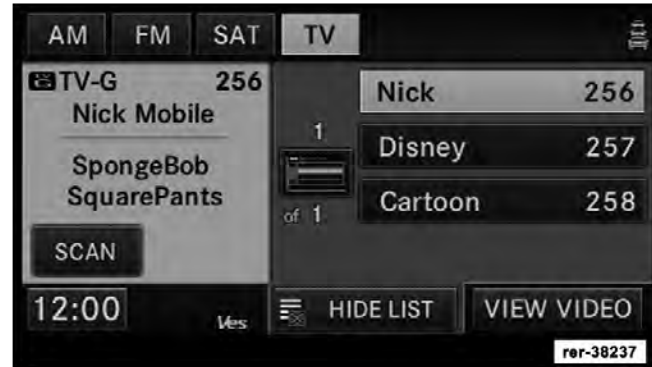 AM FM SAT TV
TV-G 256
Nick Mobile
SpongeBob
SquarePants
SCAN
1
of 1
Nick 256
Disney 257
Cartoon 258
12:00 Ves HIDE LIST VIEW VIDEO
rer-38237